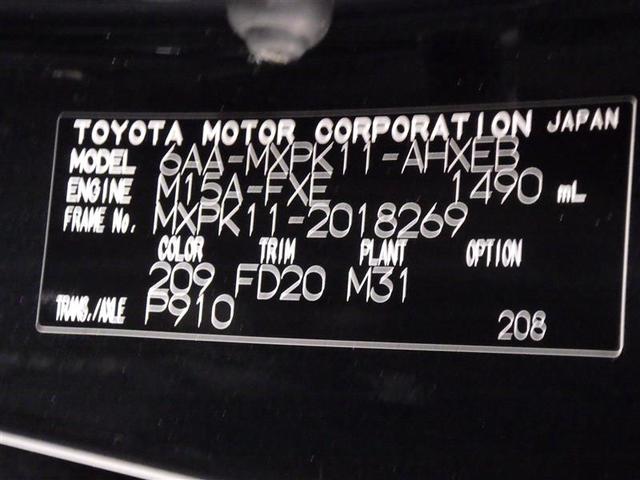 TOYOTA MOTOR CORPORATION JAPAN
MODEL 6AA-MXPK11-AHXEB
ENGINE M15A-FXE 1490 mL
FRAME No. MXPK11-2018269
COLOR TRIM PLANT OPTION
209 FD20 M31
TRANS./AXLE P910
208